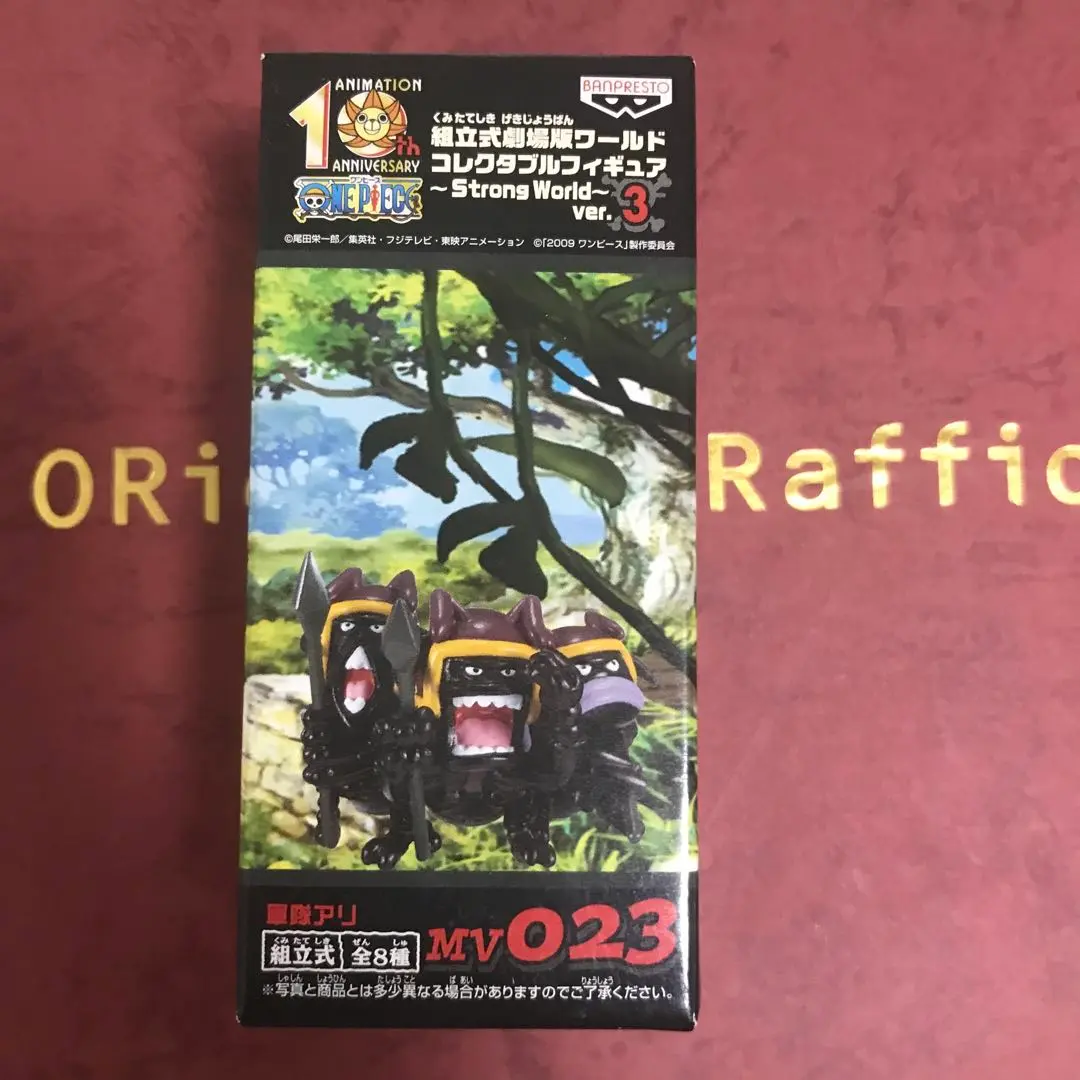 ANIMATION
10th
ANNIVERSARY
ワンピース
ONE PIECE
BANPRESTO
くみたてしき げきじょうばん
組立式劇場版ワールド
コレクタブルフィギュア
～Strong World～
ver. 3
©尾田栄一郎／集英社・フジテレビ・東映アニメーション ©「2009 ワンピース」製作委員会
ORi
Raffic
軍隊アリ
くみたてしき ぜん しゅ
組立式 全8種
MV023
しゃしん しょうひん たしょうこと ばあい りょうしょう
※写真と商品とは多少異なる場合がありますのでご了承ください。